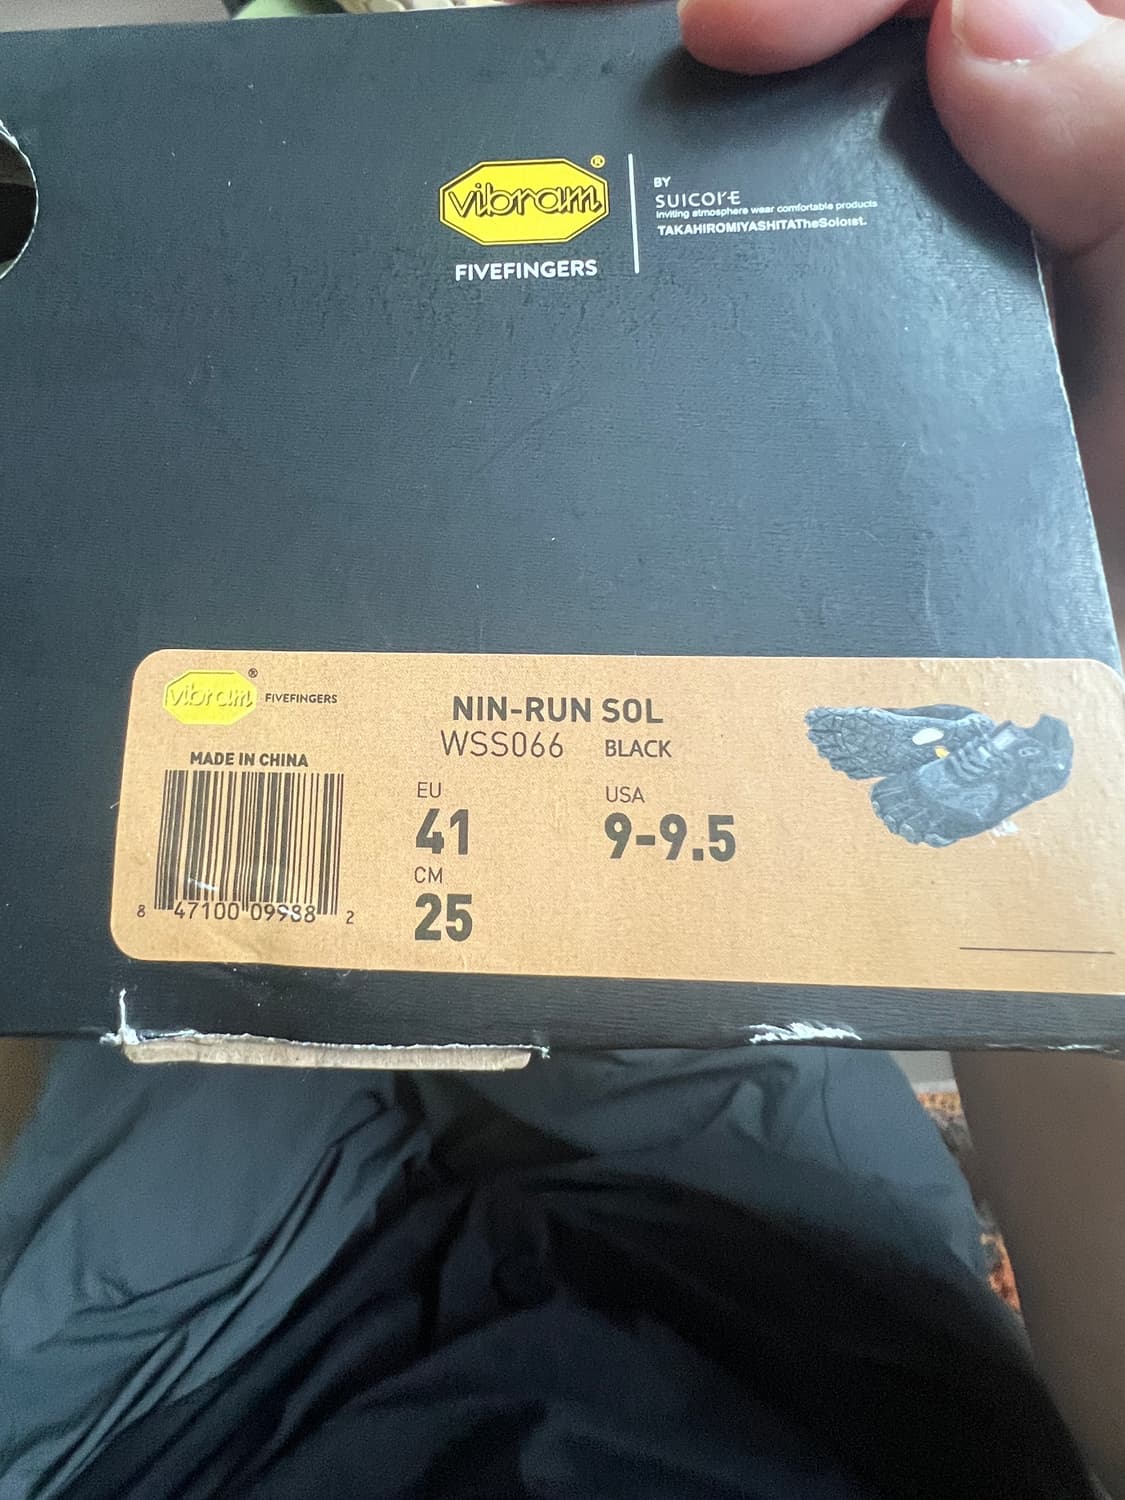 vibram®
FIVEFINGERS
BY
SUICOKE
Inviting atmosphere wear comfortable products
TAKAHIROMIYASHITATheSoloist.
vibram®
FIVEFINGERS
NIN-RUN SOL
WSS066 BLACK
MADE IN CHINA
EU
41
USA
9-9.5
CM
25
8 47100 09988 2